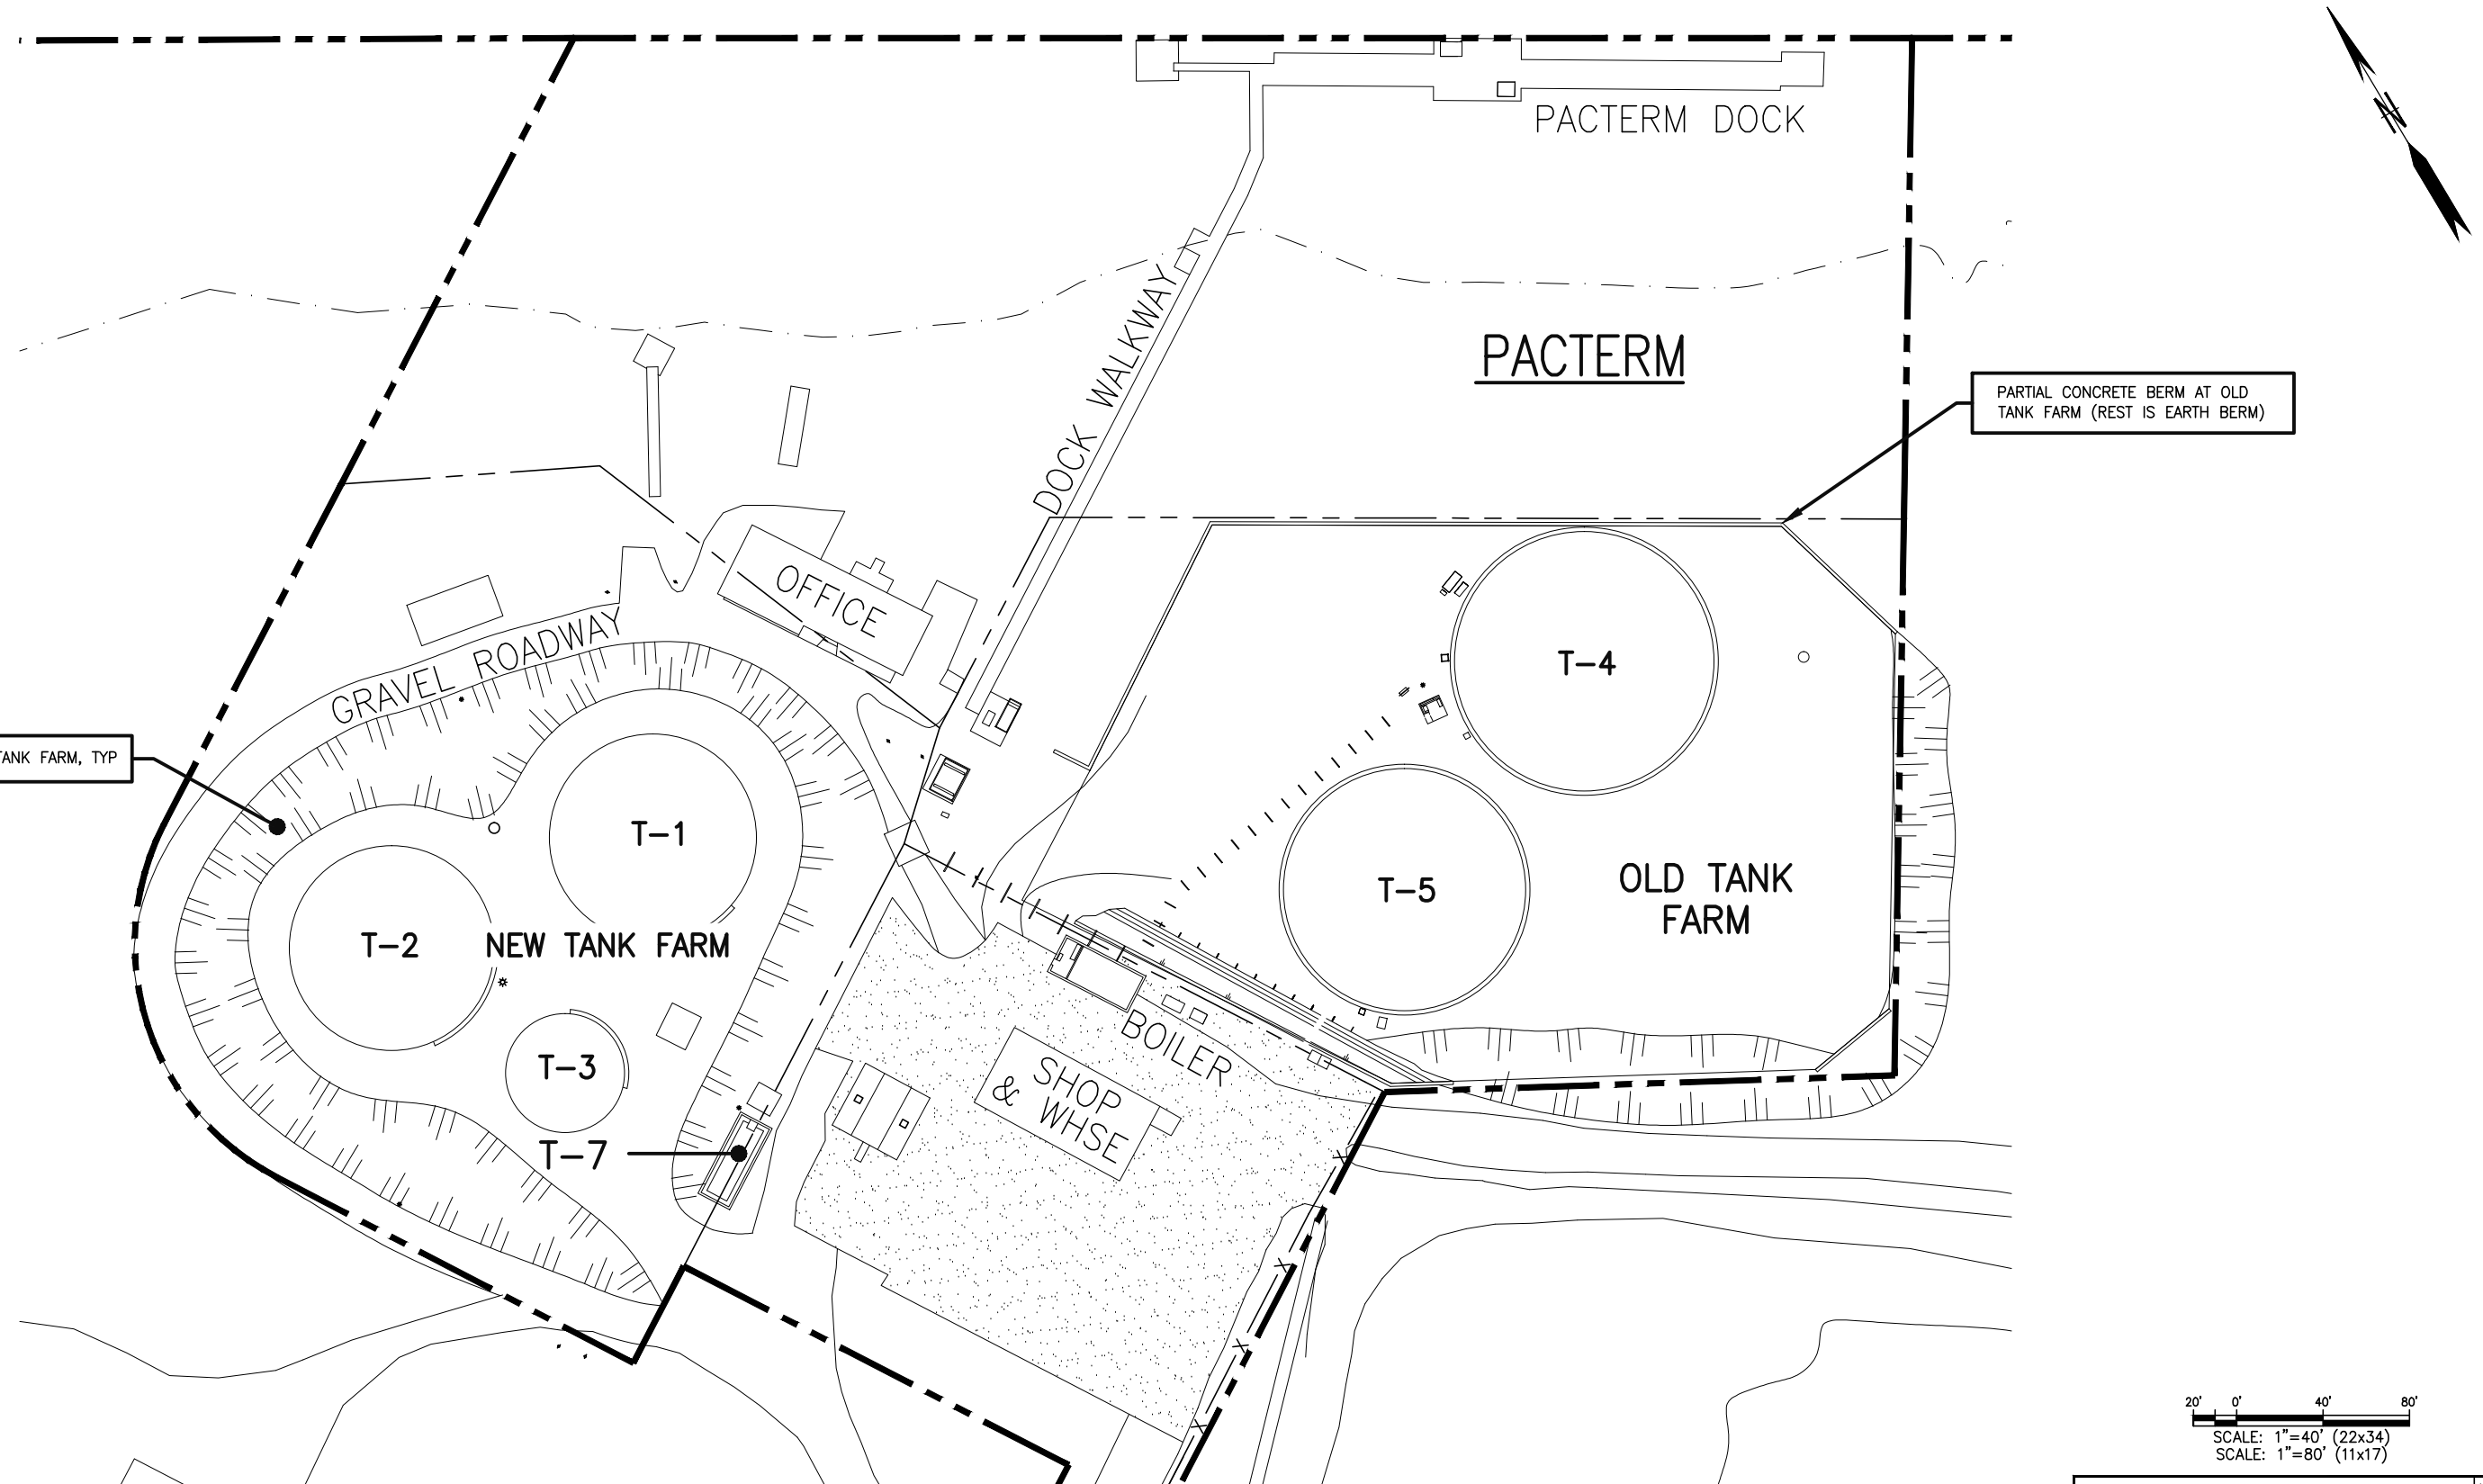 PACTERM DOCK
N
DOCK WALKWAY
PACTERM
PARTIAL CONCRETE BERM AT OLD
TANK FARM (REST IS EARTH BERM)
OFFICE
GRAVEL ROADWAY
T-4
TANK FARM, TYP
T-1
T-5
OLD TANK
FARM
T-2
NEW TANK FARM
BOILER
T-3
SHOP
& WHSE
T-7
20' 0' 40' 80'
SCALE: 1"=40' (22x34)
SCALE: 1"=80' (11x17)